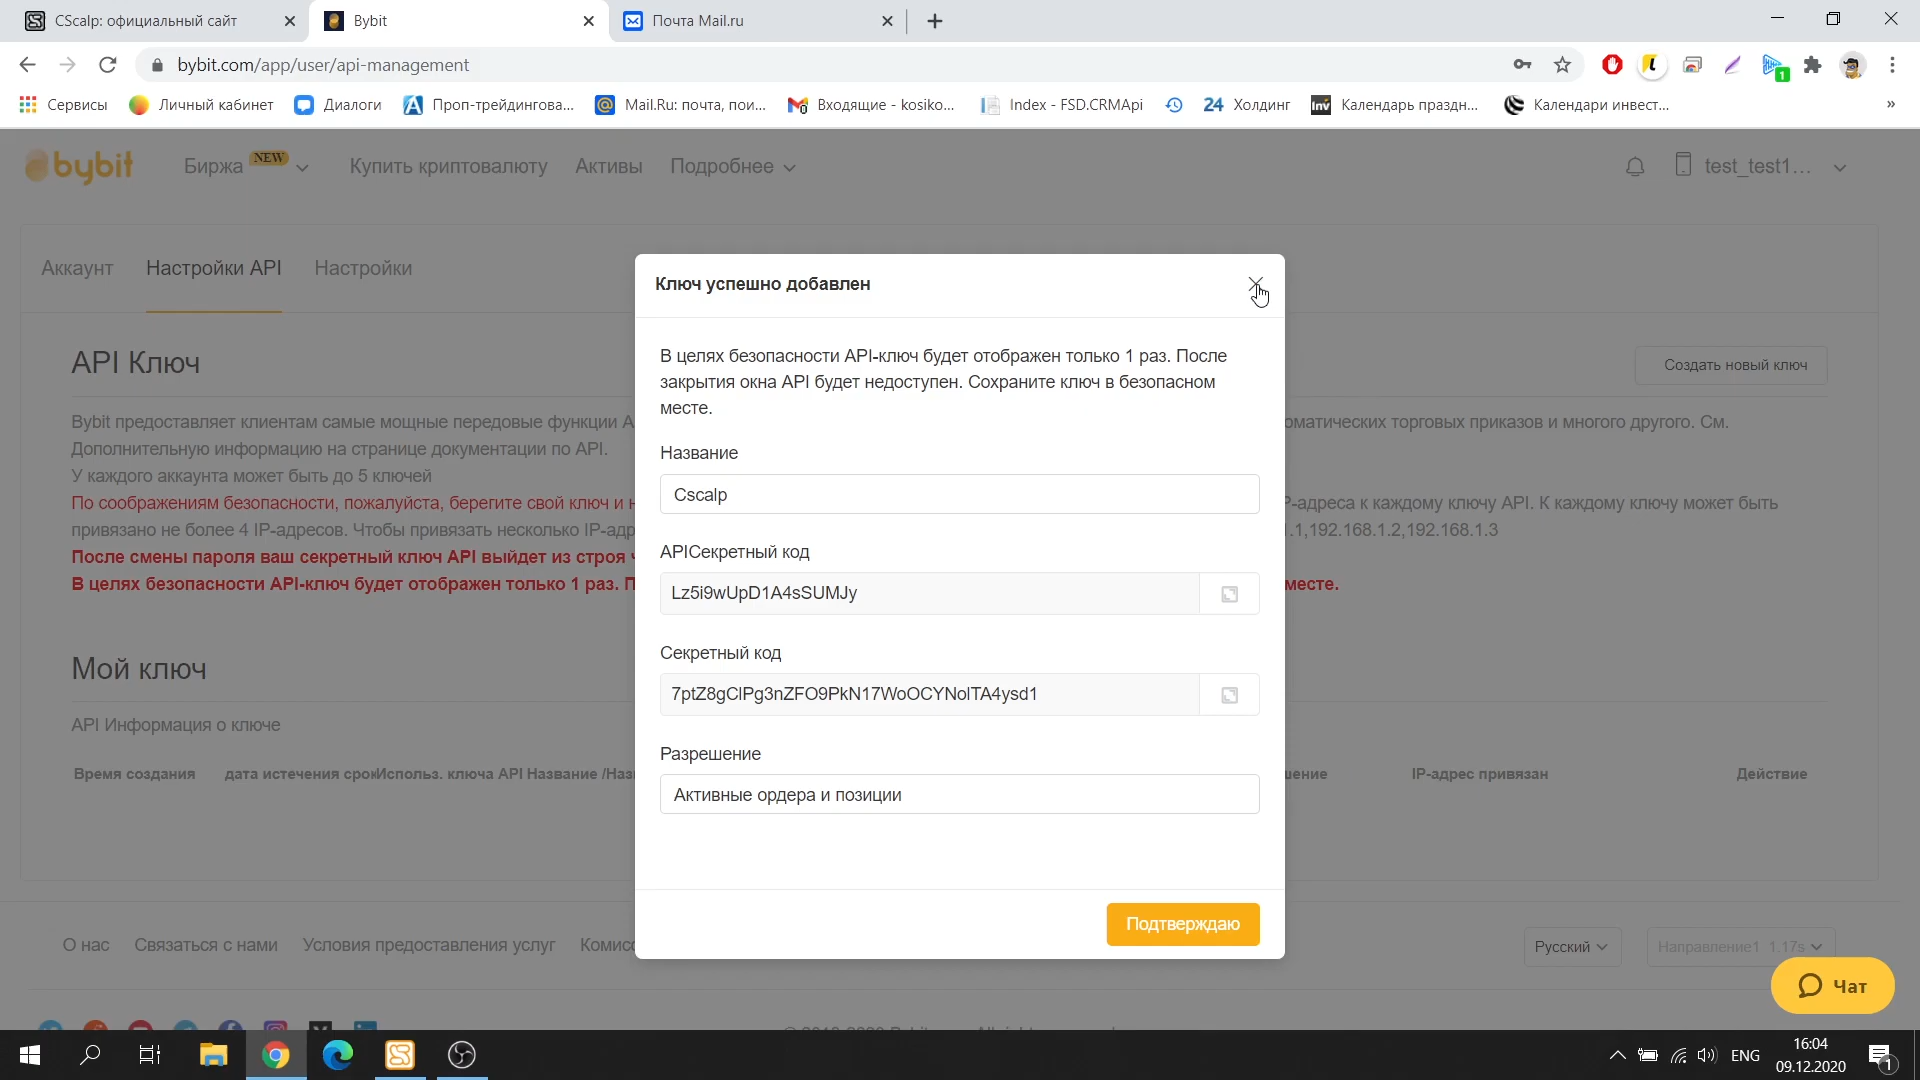 CScalp: официальный сайт
Bybit
Почта Mail.ru
bybit.com/app/user/api-management
1
Сервисы
Личный кабинет
Диалоги
Проп-трейдингова...
Mail.Ru: почта, пои...
Входящие - kosiko...
Index - FSD.CRMApi
24 Холдинг
Inv Календарь праздн...
Календари инвест...
»
bybit
Биржа NEW
Купить криптовалюту
Активы
Подробнее
test_test1...
Аккаунт
Настройки API
Настройки
API Ключ
Создать новый ключ
Bybit предоставляет клиентам самые мощные передовые функции A
оматических торговых приказов и многого другого. См.
Дополнительную информацию на странице документации по API.
У каждого аккаунта может быть до 5 ключей
По соображениям безопасности, пожалуйста, берегите свой ключ и н
P-адреса к каждому ключу API. К каждому ключу может быть
привязано не более 4 IP-адресов. Чтобы привязать несколько IP-адр
.1,192.168.1.2,192.168.1.3
После смены пароля ваш секретный ключ API выйдет из строя ч
В целях безопасности API-ключ будет отображен только 1 раз. П
месте.
Мой ключ
API Информация о ключе
Время создания
дата истечения срок
Использ. ключа API
Название /Наз
шение
IP-адрес привязан
Действие
Ключ успешно добавлен
В целях безопасности API-ключ будет отображен только 1 раз. После
закрытия окна API будет недоступен. Сохраните ключ в безопасном
месте.
Название
Cscalp
APIСекретный код
Lz5i9wUpD1A4sSUMJy
Секретный код
7ptZ8gClPg3nZFO9PkN17WoOCYNolTA4ysd1
Разрешение
Активные ордера и позиции
Подтверждаю
О нас
Связаться с нами
Условия предоставления услуг
Комисс
Русский
Направление1 1.17s
Чат
ENG
16:04
09.12.2020
1